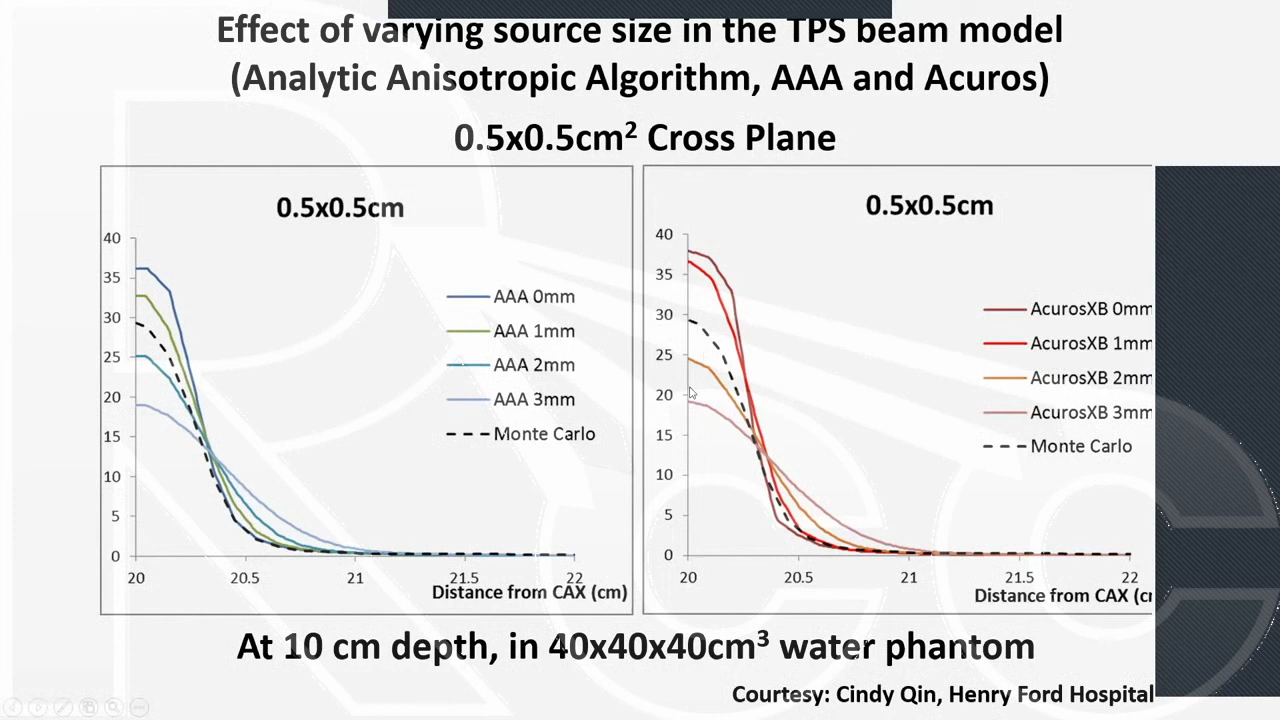 Effect of varying source size in the TPS beam model
(Analytic Anisotropic Algorithm, AAA and Acuros)
0.5x0.5cm² Cross Plane
0.5x0.5cm
40
35
30
25
20
15
10
5
0
20
20.5
21
21.5
22
Distance from CAX (cm)
AAA 0mm
AAA 1mm
AAA 2mm
AAA 3mm
Monte Carlo
0.5x0.5cm
40
35
30
25
20
15
10
5
0
20
20.5
21
21.5
22
Distance from CAX (cr
AcurosXB 0mm
AcurosXB 1mm
AcurosXB 2mm
AcurosXB 3mm
Monte Carlo
At 10 cm depth, in 40x40x40cm³ water phantom
Courtesy: Cindy Qin, Henry Ford Hospital